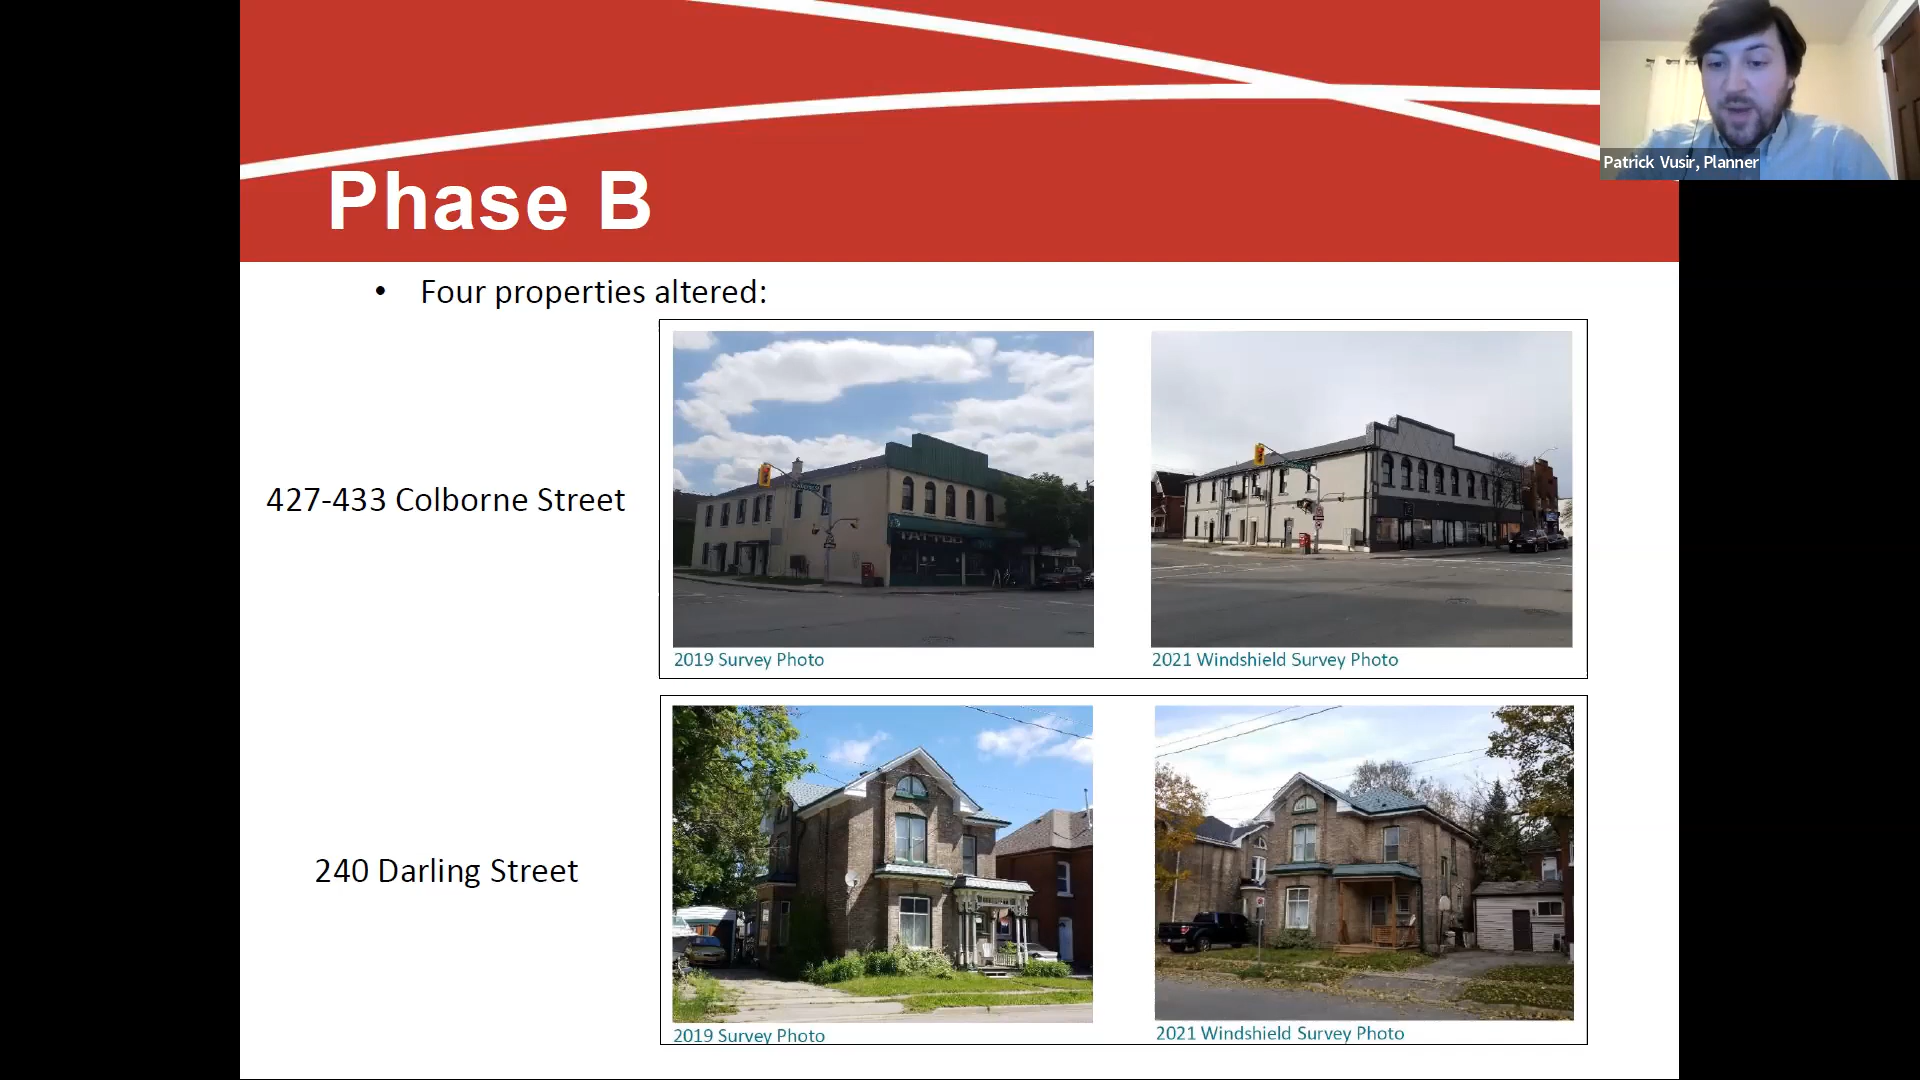 Patrick Vusir, Planner
Phase B
• Four properties altered:
TATTOO
427-433 Colborne Street
2019 Survey Photo
2021 Windshield Survey Photo
240 Darling Street
2019 Survey Photo
2021 Windshield Survey Photo